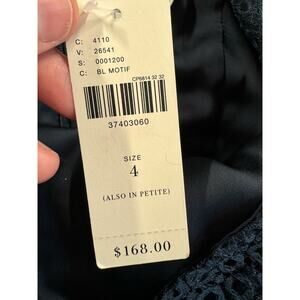 C: 4110
V: 26541
S: 0001200
C: BL MOTIF
CP6814 32 32
37403060
SIZE
4
(ALSO IN PETITE)
$168.00